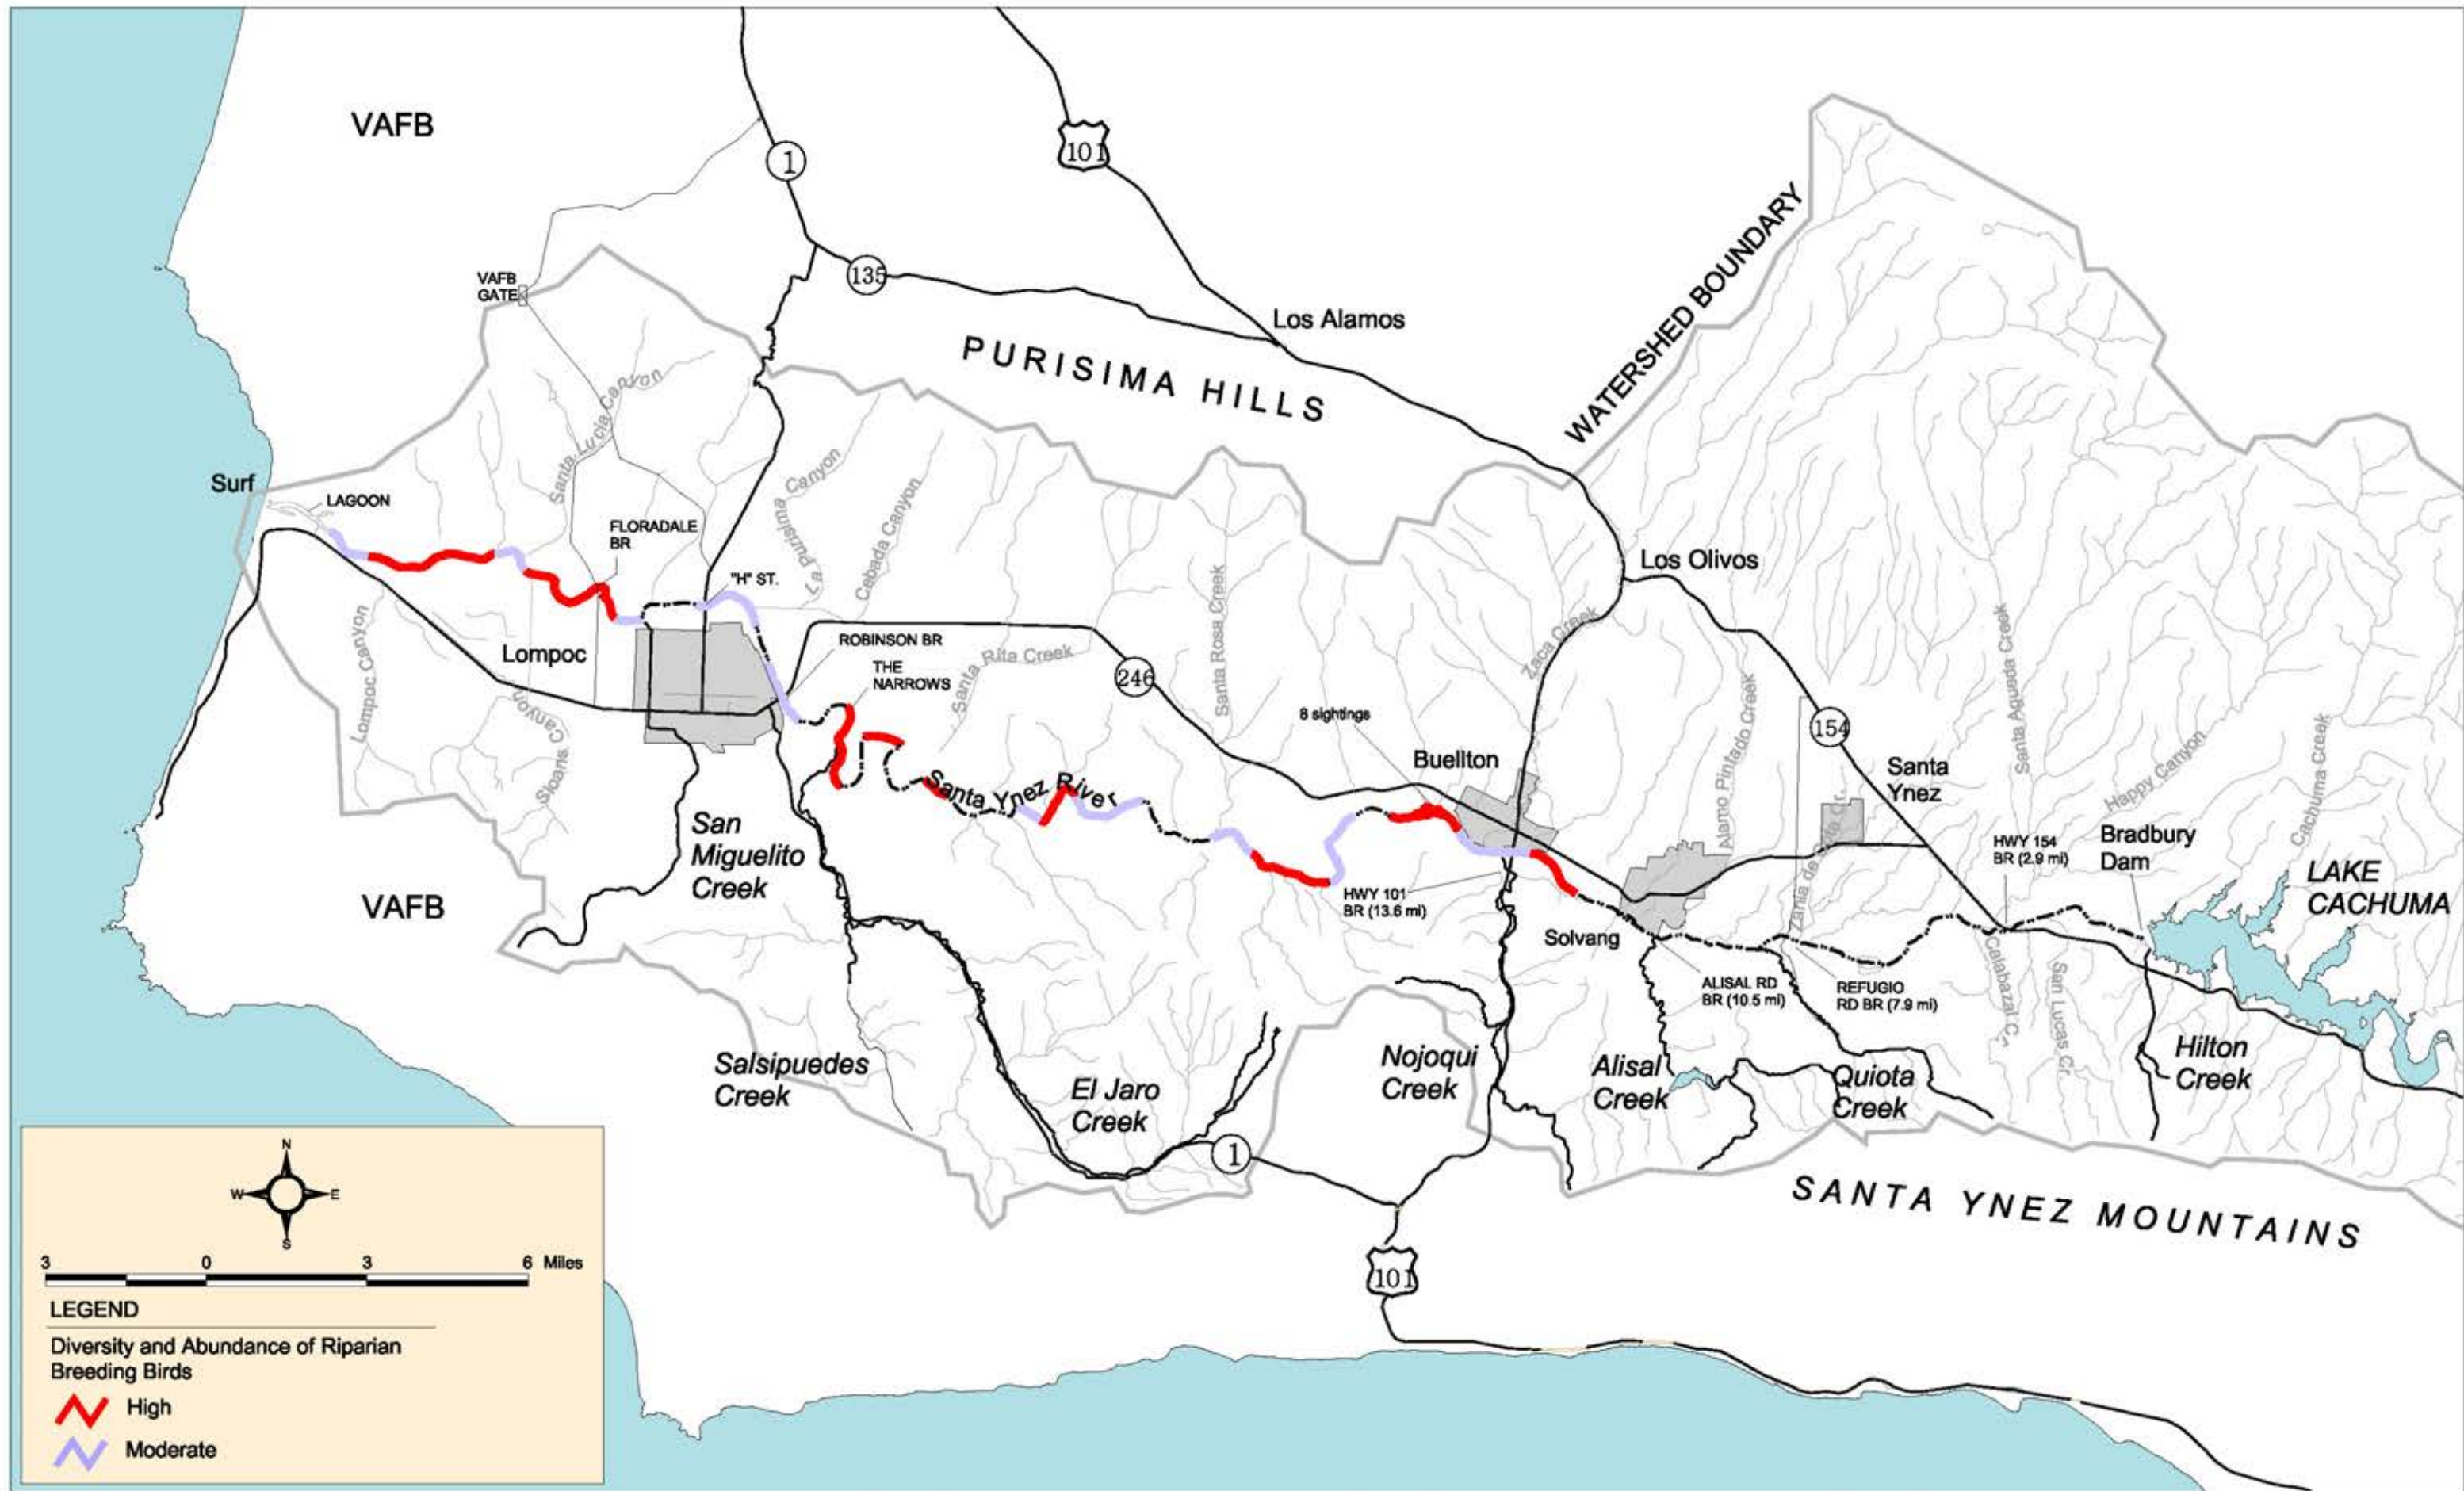 VAFB
1
101
135
VAFB
GATE
Los Alamos
PURISIMA HILLS
WATERSHED BOUNDARY
Santa Lucia Canyon
Surf
LAGOON
FLORADALE
BR
"H" ST.
La Purisima Canyon
Cebada Canyon
Los Olivos
Lompoc Canyon
Lompoc
Sloans Canyon
ROBINSON BR
THE
NARROWS
Santa Rita Creek
246
Santa Rosa Creek
Zaca Creek
8 sightings
Buellton
Alamo Pintado Creek
154
Santa
Ynez
Santa Agueda Creek
Happy Canyon
Cachuma Creek
Santa Ynez River
San
Miguelito
Creek
HWY 154
BR (2.9 mi)
Bradbury
Dam
LAKE
CACHUMA
VAFB
HWY 101
BR (13.6 mi)
Solvang
Zanja de Cota Cr.
ALISAL RD
BR (10.5 mi)
REFUGIO
RD BR (7.9 mi)
Calabazal C.
San Lucas Cr.
Salsipuedes
Creek
El Jaro
Creek
Nojoqui
Creek
Alisal
Creek
Quiota
Creek
Hilton
Creek
1
SANTA YNEZ MOUNTAINS
101
N
W
E
S
3 0 3 6 Miles
LEGEND
Diversity and Abundance of Riparian
Breeding Birds
High
Moderate